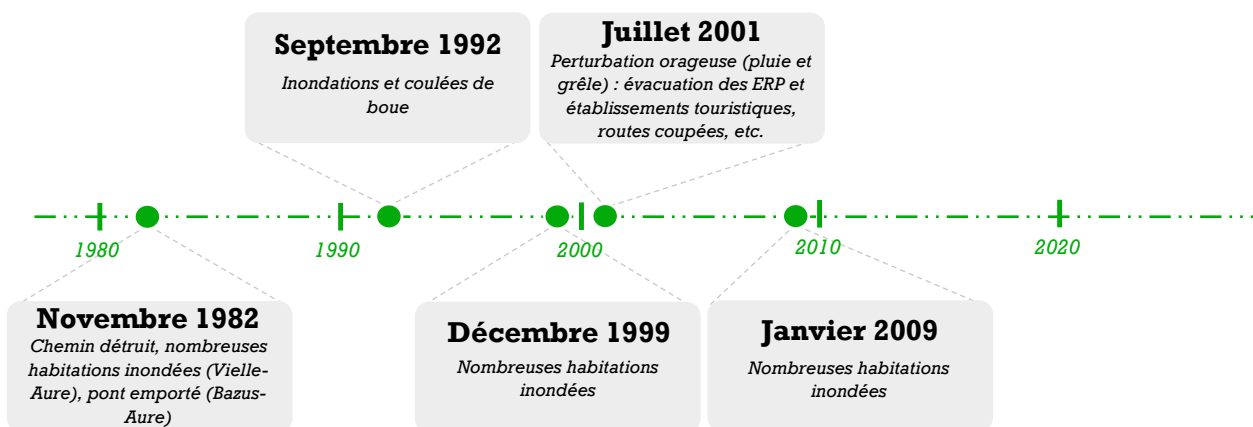 Septembre 1992
Inondations et coulées de
boue
Juillet 2001
Perturbation orageuse (pluie et
grêle) : évacuation des ERP et
établissements touristiques,
routes coupées, etc.
1980
1990
2000
2010
2020
Novembre 1982
Chemin détruit, nombreuses
habitations inondées (Vielle-
Aure), pont emporté (Bazus-
Aure)
Décembre 1999
Nombreuses habitations
inondées
Janvier 2009
Nombreuses habitations
inondées